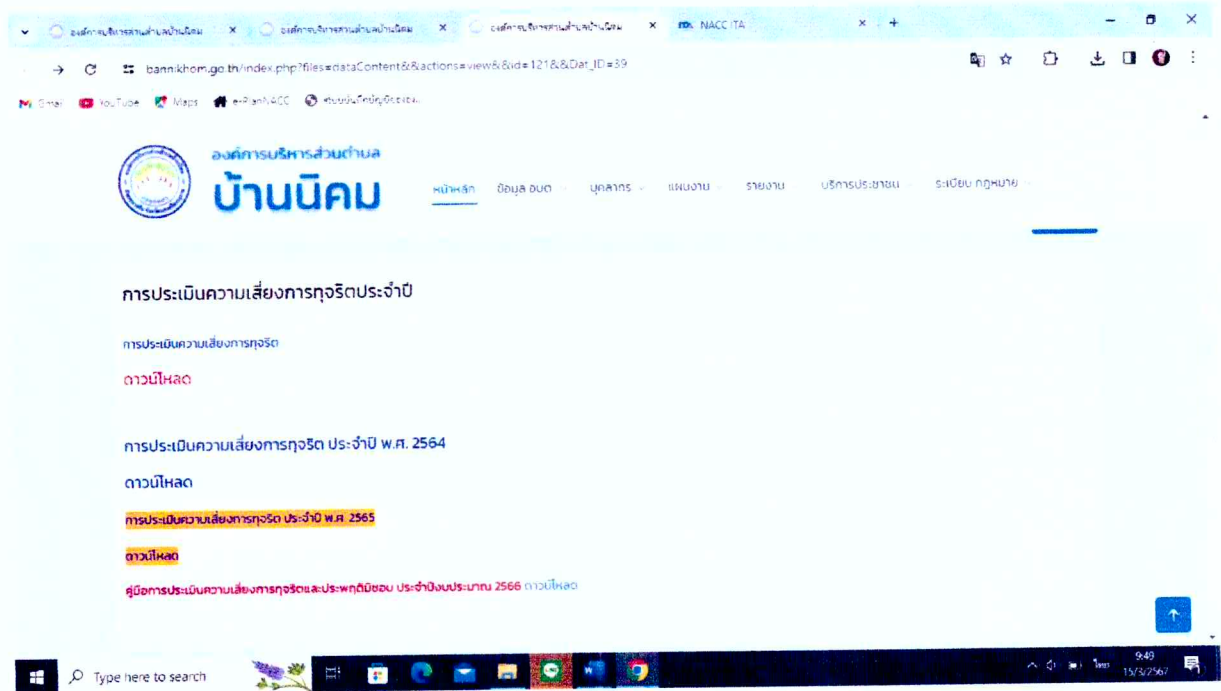 องค์การบริหารส่วนตำบลบ้านนิคม
องค์การบริหารส่วนตำบลบ้านนิคม
องค์การบริหารส่วนตำบลบ้านนิคม
NACC ITA
bannikhom.go.th/index.php?files=dataContent&&actions=view&&id=121&&Dat_ID=39
Gmail YouTube Maps e-PlanNACC
องค์การบริหารส่วนตำบล
บ้านนิคม
หน้าหลัก ข้อมูล อบต บุคลากร แผนงาน รายงาน บริการประชาชน ระเบียบ กฎหมาย
การประเมินความเสี่ยงการทุจริตประจำปี
การประเมินความเสี่ยงการทุจริต
ดาวน์โหลด
การประเมินความเสี่ยงการทุจริต ประจำปี พ.ศ. 2564
ดาวน์โหลด
การประเมินความเสี่ยงการทุจริต ประจำปี พ.ศ. 2565
ดาวน์โหลด
คู่มือการประเมินความเสี่ยงการทุจริตและประพฤติมิชอบ ประจำปีงบประมาณ 2566 ดาวน์โหลด
Type here to search
ไทย
9:49
15/3/2567